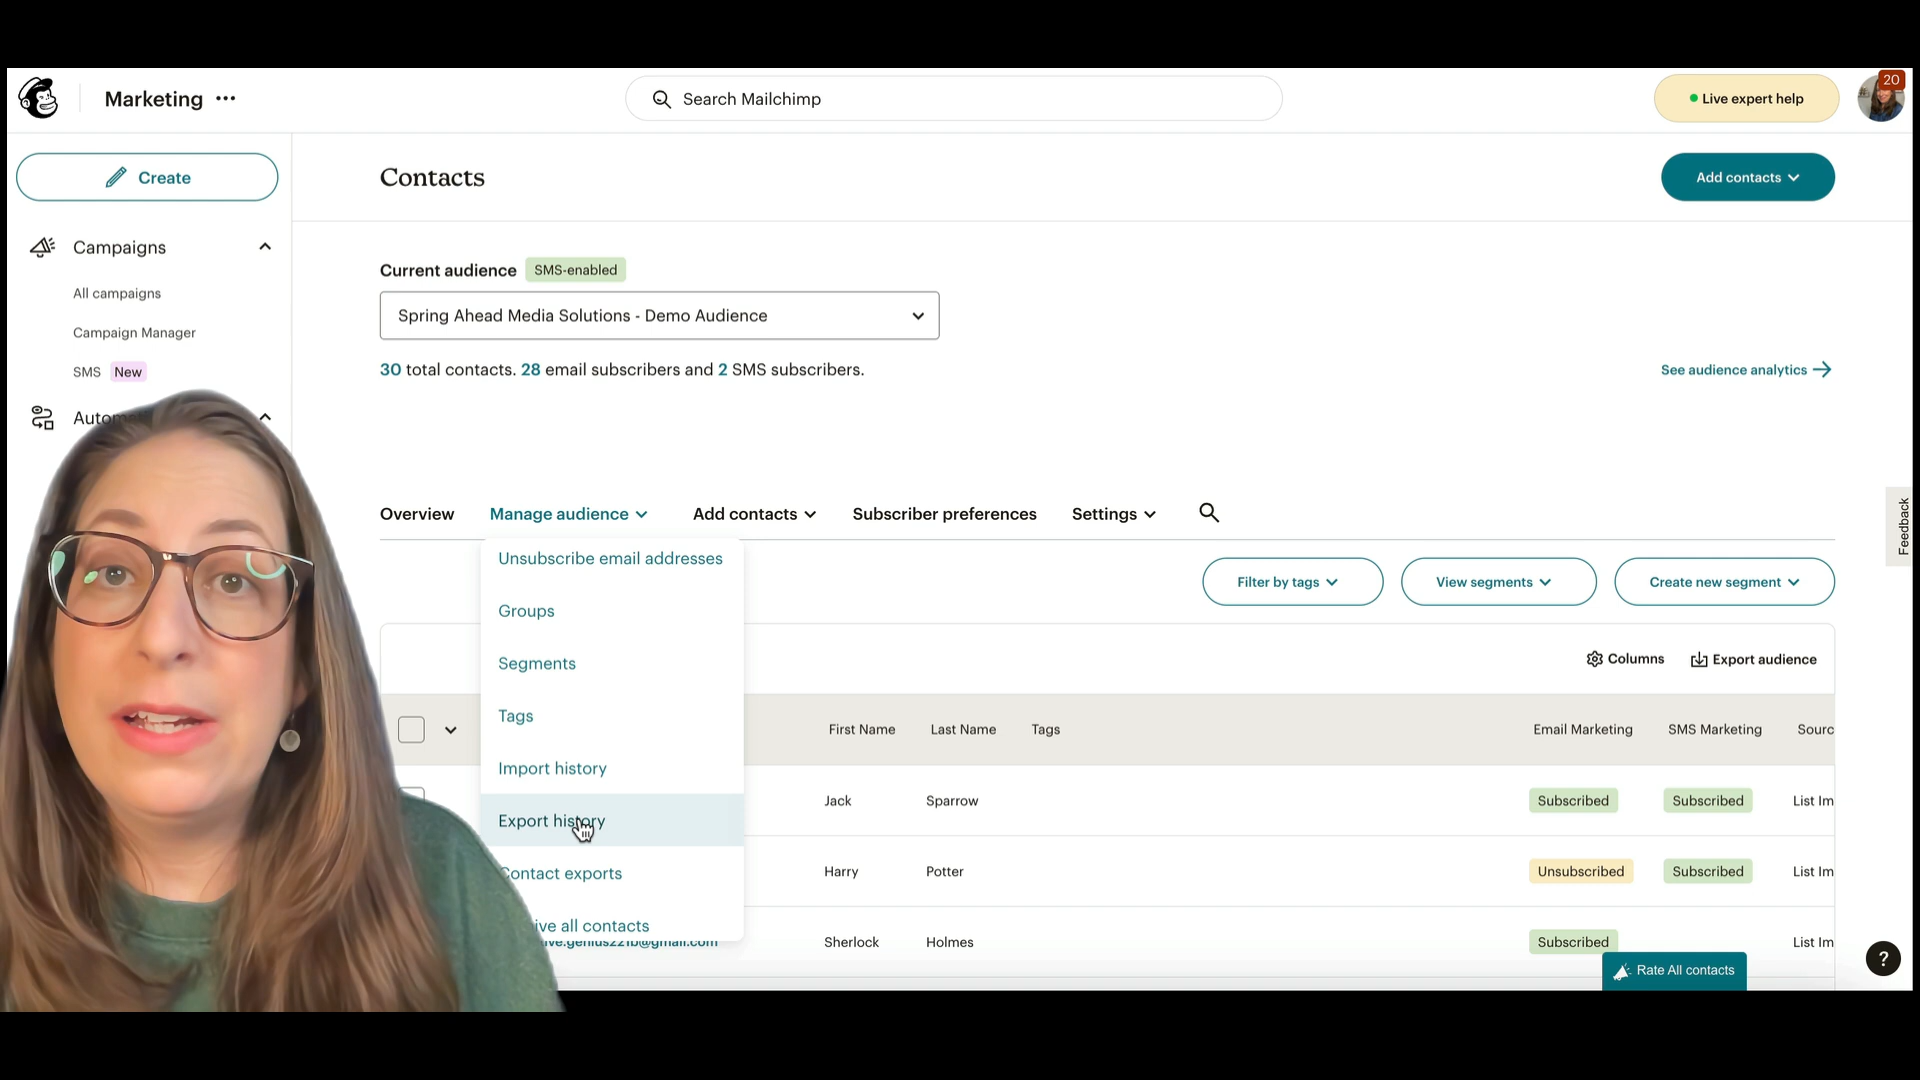 Marketing
Search Mailchimp
Live expert help
20
Create
Contacts
Add contacts
Campaigns
All campaigns
Campaign Manager
SMS New
Current audience SMS-enabled
Spring Ahead Media Solutions - Demo Audience
30 total contacts. 28 email subscribers and 2 SMS subscribers.
See audience analytics
Overview Manage audience Add contacts Subscriber preferences Settings
Feedback
Unsubscribe email addresses
Groups
Segments
Tags
Import history
Export history
Contact exports
all contacts
Filter by tags View segments Create new segment
Columns Export audience
First Name Last Name Tags Email Marketing SMS Marketing
Jack Sparrow Subscribed Subscribed List
Harry Potter Unsubscribed Subscribed List
Sherlock Holmes Subscribed List
Rate All contacts
?